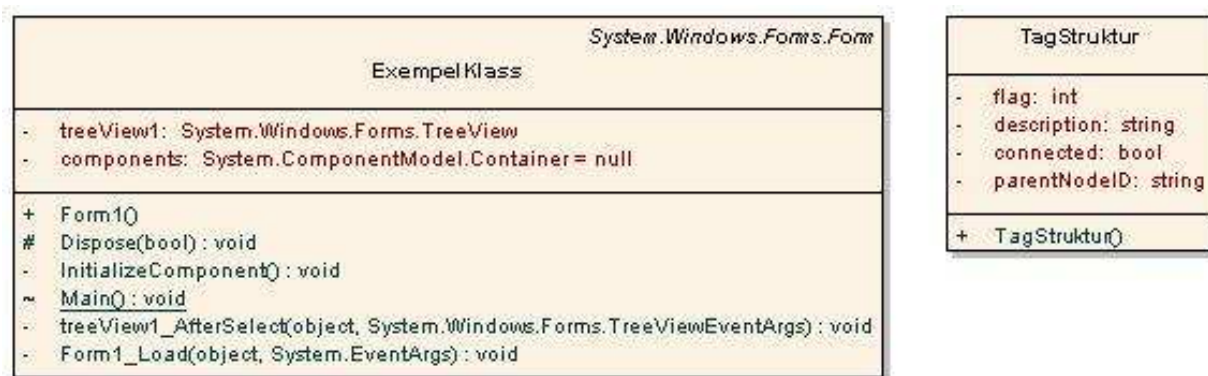 System.Windows.Forms.Form
ExempelKlass
- treeView1: System.Windows.Forms.TreeView
- components: System.ComponentModel.Container = null
+ Form1()
# Dispose(bool) : void
- InitializeComponent() : void
~ Main() : void
- treeView1_AfterSelect(object, System.Windows.Forms.TreeViewEventArgs) : void
- Form1_Load(object, System.EventArgs) : void
TagStruktur
- flag: int
- description: string
- connected: bool
- parentNodeID: string
+ TagStruktur()